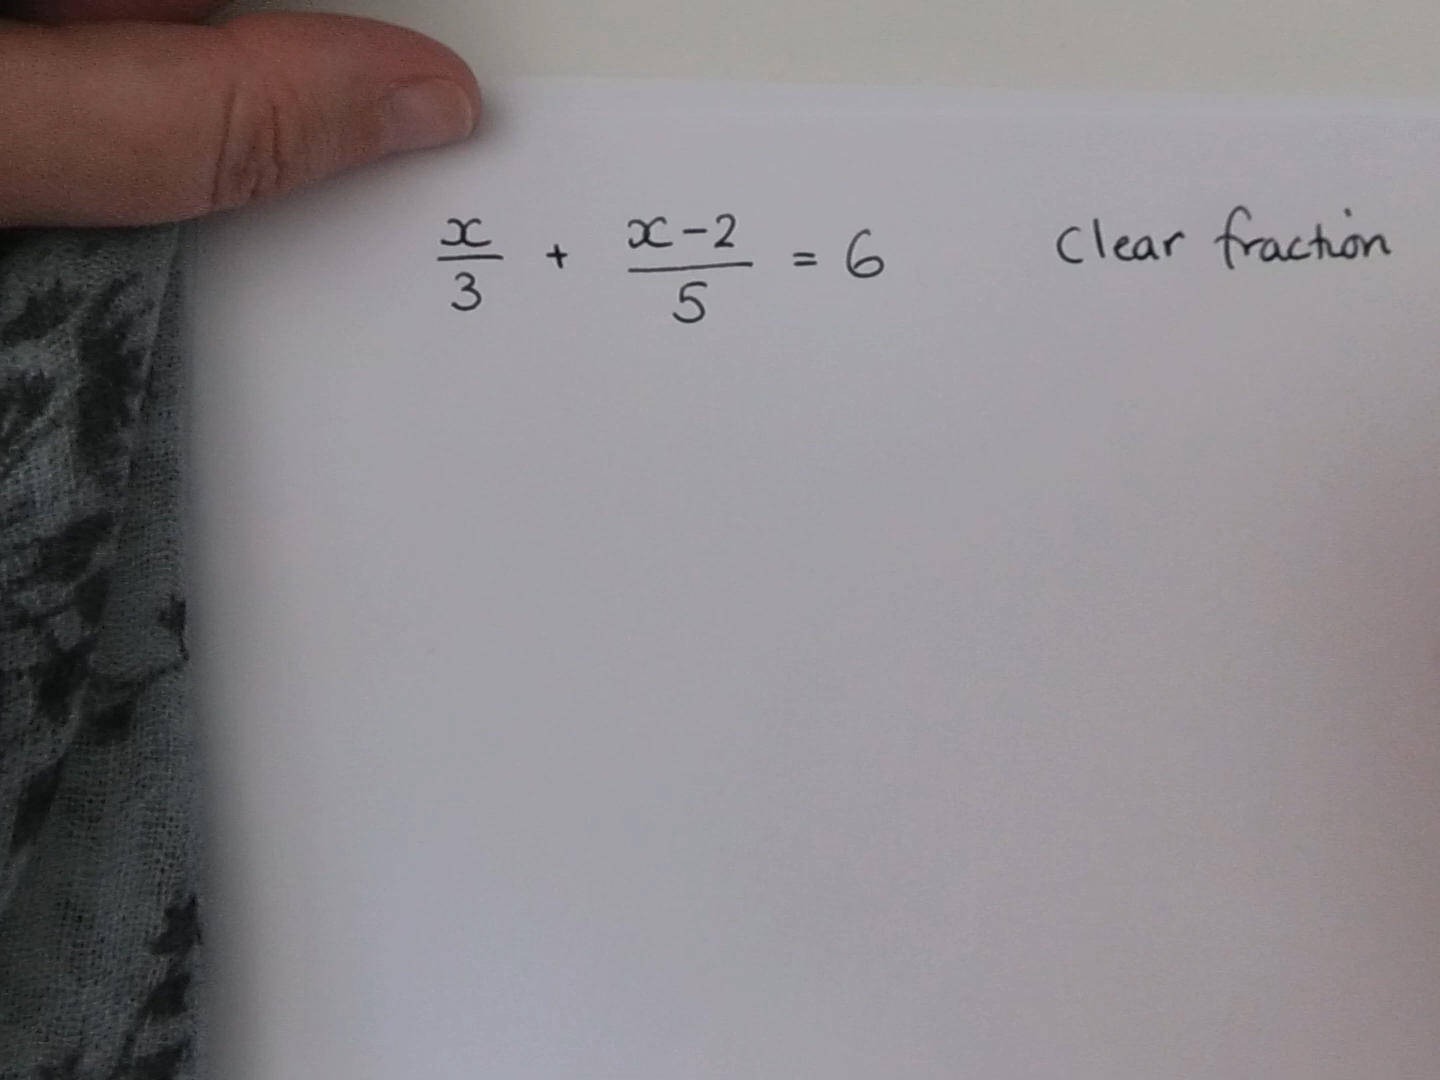 x/3 + (x-2)/5 = 6 Clear fraction